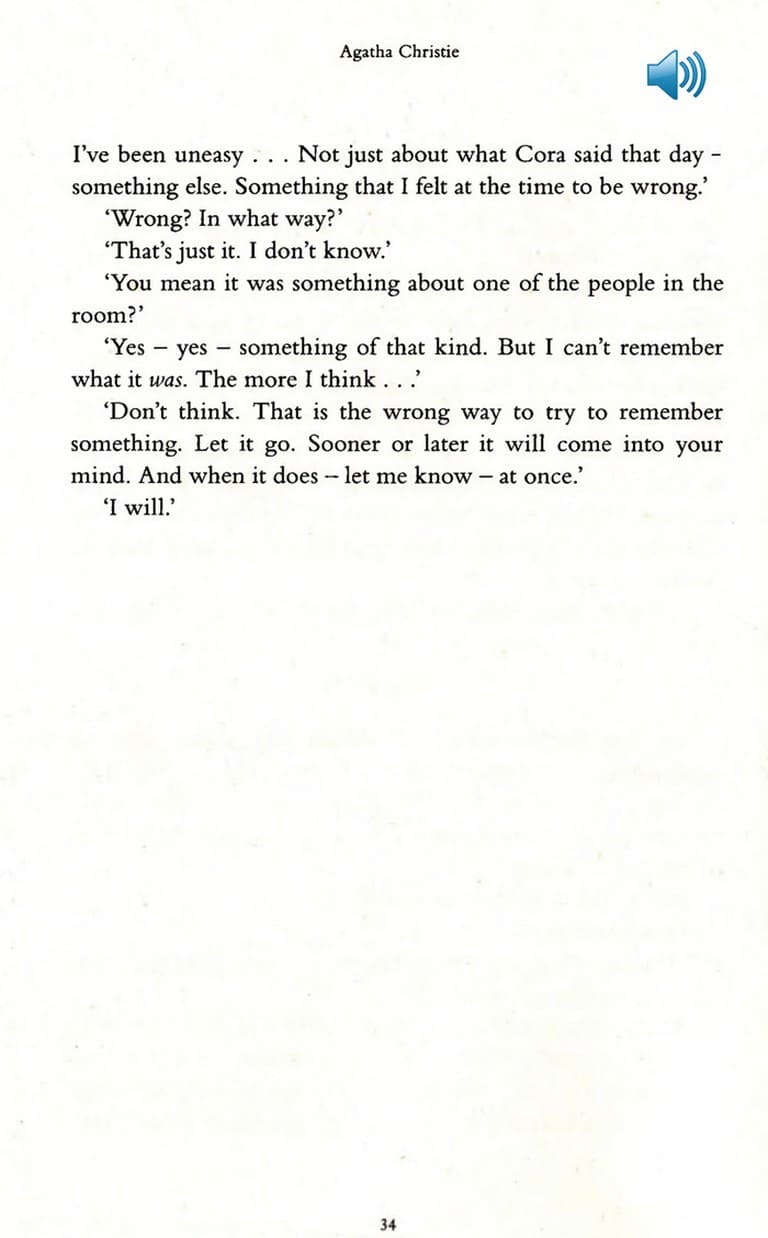 Agatha Christie
I've been uneasy . . . Not just about what Cora said that day –
something else. Something that I felt at the time to be wrong.’
‘Wrong? In what way?’
‘That’s just it. I don’t know.’
‘You mean it was something about one of the people in the
room?’
‘Yes – yes – something of that kind. But I can’t remember
what it was. The more I think . . .’
‘Don’t think. That is the wrong way to try to remember
something. Let it go. Sooner or later it will come into your
mind. And when it does – let me know – at once.’
‘I will.’
34